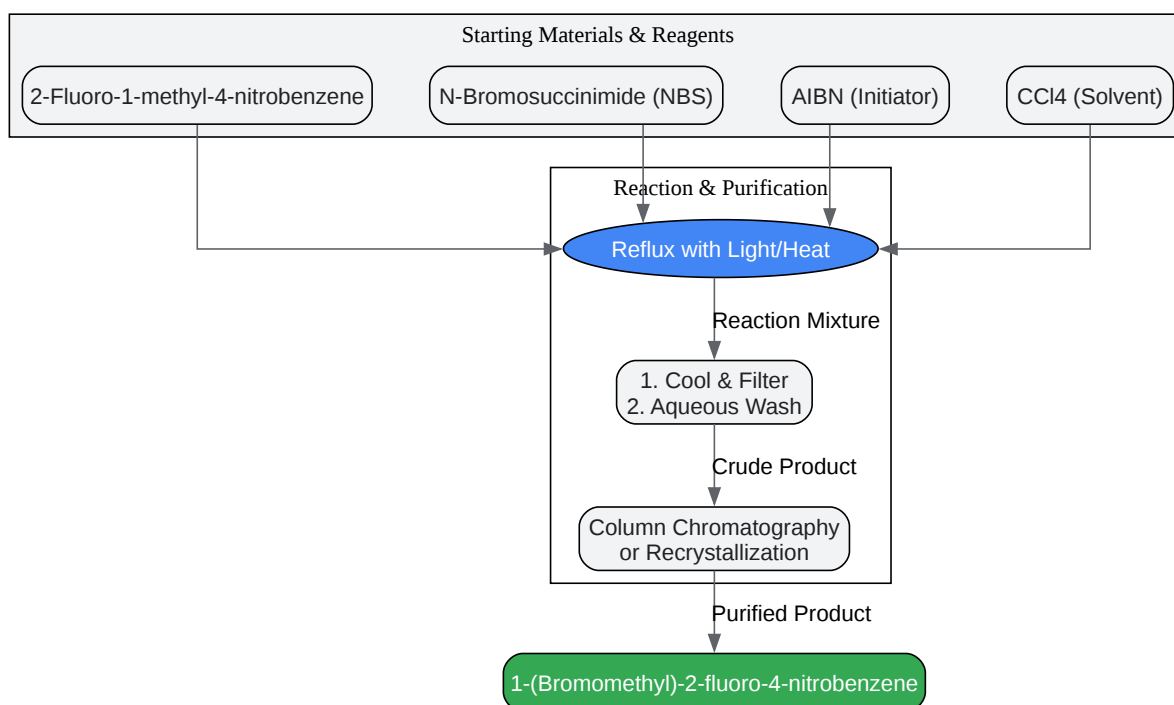 Starting Materials & Reagents
2-Fluoro-1-methyl-4-nitrobenzene
N-Bromosuccinimide (NBS)
AIBN (Initiator)
CCl4 (Solvent)
Reaction & Purification
Reflux with Light/Heat
Reaction Mixture
1. Cool & Filter
2. Aqueous Wash
Crude Product
Column Chromatography
or Recrystallization
Purified Product
1-(Bromomethyl)-2-fluoro-4-nitrobenzene